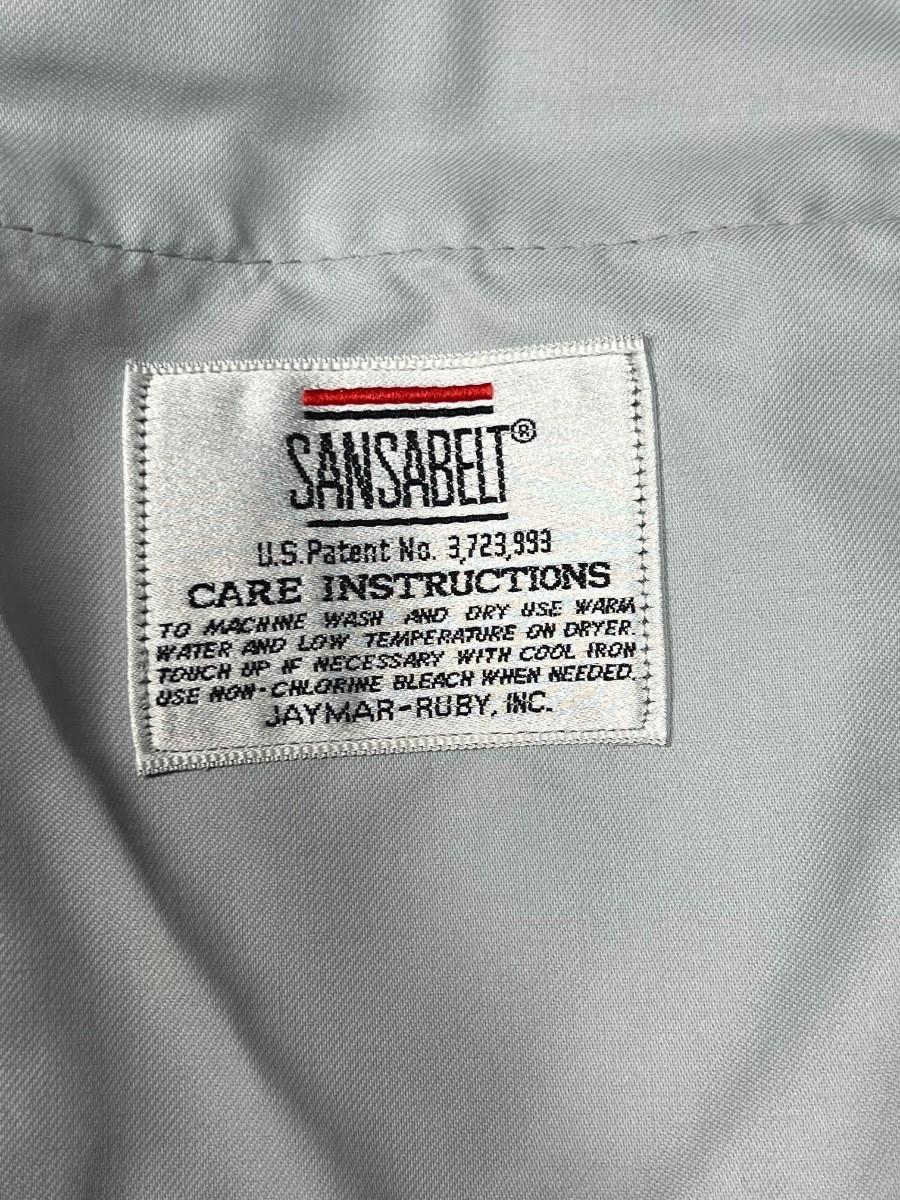 SANSABELT®
U.S. Patent No. 3,723,993
CARE INSTRUCTIONS
TO MACHINE WASH AND DRY USE WARM
WATER AND LOW TEMPERATURE ON DRYER.
TOUCH UP IF NECESSARY WITH COOL IRON
USE NON-CHLORINE BLEACH WHEN NEEDED.
JAYMAR-RUBY, INC.